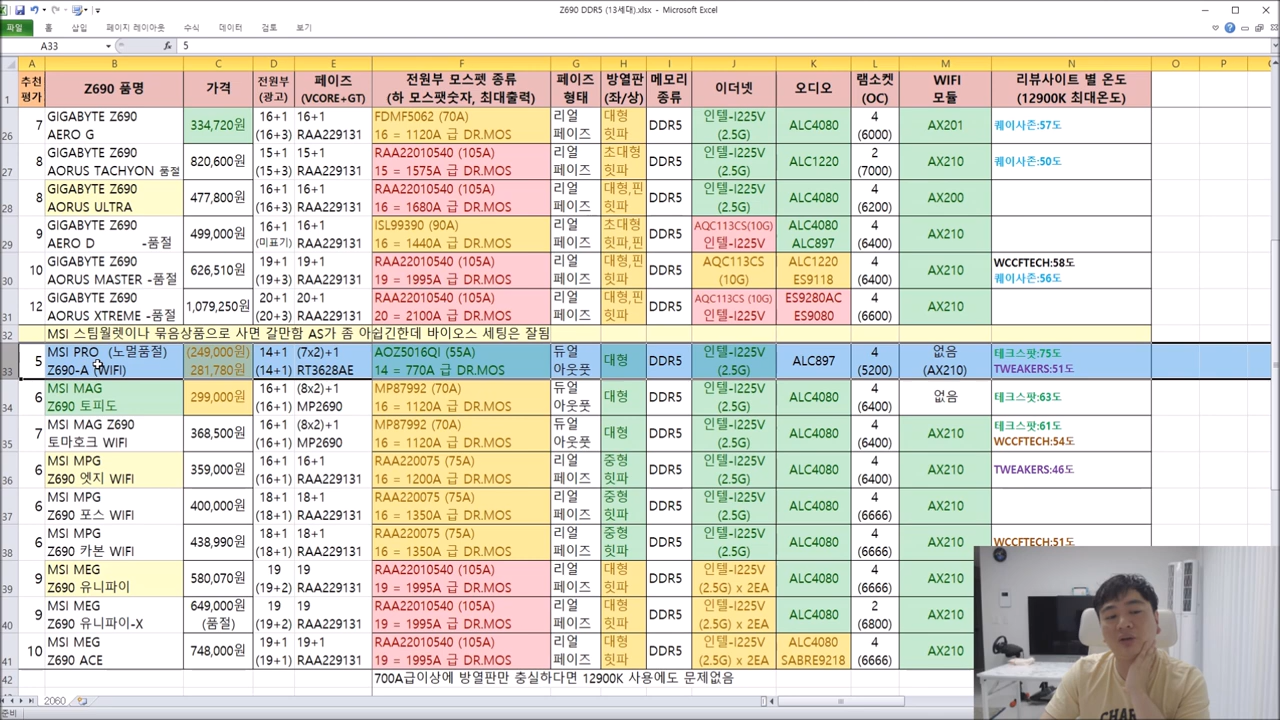 Z690 DDR5 (13세대).xlsx - Microsoft Excel
파일 홈 삽입 페이지 레이아웃 수식 데이터 검토 보기
A33 fx 5
A B C D E F G H I J K L M N O P Q
추천 평가 Z690 품명 가격 전원부 (광고) 페이즈 (VCORE+GT) 전원부 모스펫 종류 (하 모스팻숫자, 최대출력) 페이즈 형태 방열판 (좌/상) 메모리 종류 이더넷 오디오 램소켓 (OC) WIFI 모듈 리뷰사이트 별 온도 (12900K 최대온도)
1
26 7 GIGABYTE Z690 AERO G 334,720원 16+1 (16+3) 16+1 RAA229131 FDMF5062 (70A) 16 = 1120A 급 DR.MOS 리얼 페이즈 대형 힛파 DDR5 인텔-I225V (2.5G) ALC4080 4 (6000) AX201 퀘이사존:57도
27 8 GIGABYTE Z690 AORUS TACHYON 품절 820,600원 15+1 (15+3) 15+1 RAA229131 RAA22010540 (105A) 15 = 1575A 급 DR.MOS 리얼 페이즈 초대형 힛파 DDR5 인텔-I225V (2.5G) ALC1220 2 (7000) AX210 퀘이사존:50도
28 8 GIGABYTE Z690 AORUS ULTRA 477,800원 16+1 (16+3) 16+1 RAA229131 RAA22010540 (105A) 16 = 1680A 급 DR.MOS 리얼 페이즈 대형,핀 힛파 DDR5 인텔-I225V (2.5G) ALC4080 4 (6200) AX200
29 9 GIGABYTE Z690 AERO D -품절 499,000원 16+1 (미표기) 16+1 RAA229131 ISL99390 (90A) 16 = 1440A 급 DR.MOS 리얼 페이즈 초대형 힛파,핀 DDR5 AQC113CS(10G) 인텔-I225V ALC4080 ALC897 4 (6400) AX210
30 10 GIGABYTE Z690 AORUS MASTER -품절 626,510원 19+1 (19+3) 19+1 RAA229131 RAA22010540 (105A) 19 = 1995A 급 DR.MOS 리얼 페이즈 대형,핀 힛파 DDR5 AQC113CS (10G) ALC1220 ES9118 4 (6400) AX210 WCCFTECH:58도 퀘이사존:56도
31 12 GIGABYTE Z690 AORUS XTREME -품절 1,079,250원 20+1 (20+3) 20+1 RAA229131 RAA22010540 (105A) 20 = 2100A 급 DR.MOS 리얼 페이즈 대형,핀 힛파 DDR5 AQC113CS (10G) 인텔-I225V ES9280AC ES9080 4 (6600) AX210
32 MSI 스팀월렛이나 묶음상품으로 사면 갈만함 AS가 좀 아쉽긴한데 바이오스 세팅은 잘됨
33 5 MSI PRO (노멀품절) Z690-A (WIFI) (249,000원) 281,780원 14+1 (14+1) (7x2)+1 RT3628AE AOZ5016QI (55A) 14 = 770A 급 DR.MOS 듀얼 아웃풋 대형 DDR5 인텔-I225V (2.5G) ALC897 4 (5200) 없음 (AX210) 테크스팟:75도 TWEAKERS:51도
34 6 MSI MAG Z690 토피도 299,000원 16+1 (16+1) (8x2)+1 MP2690 MP87992 (70A) 16 = 1120A 급 DR.MOS 듀얼 아웃풋 대형 DDR5 인텔-I225V (2.5G) ALC4080 4 (6400) 없음 테크스팟:63도
35 7 MSI MAG Z690 토마호크 WIFI 368,500원 16+1 (16+1) (8x2)+1 MP2690 MP87992 (70A) 16 = 1120A 급 DR.MOS 듀얼 아웃풋 대형 DDR5 인텔-I225V (2.5G) ALC4080 4 (6400) AX210 테크스팟:61도 WCCFTECH:54도
36 6 MSI MPG Z690 엣지 WIFI 359,000원 16+1 (16+1) 16+1 RAA229131 RAA220075 (75A) 16 = 1200A 급 DR.MOS 리얼 페이즈 중형 힛파 DDR5 인텔-I225V (2.5G) ALC4080 4 (6400) AX210 TWEAKERS:46도
37 6 MSI MPG Z690 포스 WIFI 400,000원 18+1 (16+1) 18+1 RAA229131 RAA220075 (75A) 16 = 1350A 급 DR.MOS 리얼 페이즈 중형 힛파 DDR5 인텔-I225V (2.5G) ALC4080 4 (6666) AX210
38 6 MSI MPG Z690 카본 WIFI 438,990원 18+1 (18+1) 18+1 RAA229131 RAA220075 (75A) 16 = 1350A 급 DR.MOS 리얼 페이즈 중형 힛파 DDR5 인텔-I225V (2.5G) ALC4080 4 (6666) AX210 WCCFTECH:51도
39 9 MSI MEG Z690 유니파이 580,070원 19 (19+2) 19 RAA229131 RAA22010540 (105A) 19 = 1995A 급 DR.MOS 리얼 페이즈 대형 힛파 DDR5 인텔-I225V (2.5G) x 2EA ALC4080 4 (6666) AX210
40 9 MSI MEG Z690 유니파이-X 649,000원 (품절) 19 (19+2) 19 RAA229131 RAA22010540 (105A) 19 = 1995A 급 DR.MOS 리얼 페이즈 대형 힛파 DDR5 인텔-I225V (2.5G) x 2EA ALC4080 2 (6800) AX210
41 10 MSI MEG Z690 ACE 748,000원 19+1 (19+1) 19+1 RAA229131 RAA22010540 (105A) 19 = 1995A 급 DR.MOS 리얼 페이즈 대형 힛파 DDR5 인텔-I225V (2.5G) x 2EA ALC4080 SABRE9218 4 (6666) AX210
42 700A급이상에 방열판만 충실하다면 12900K 사용에도 문제없음
2060
준비